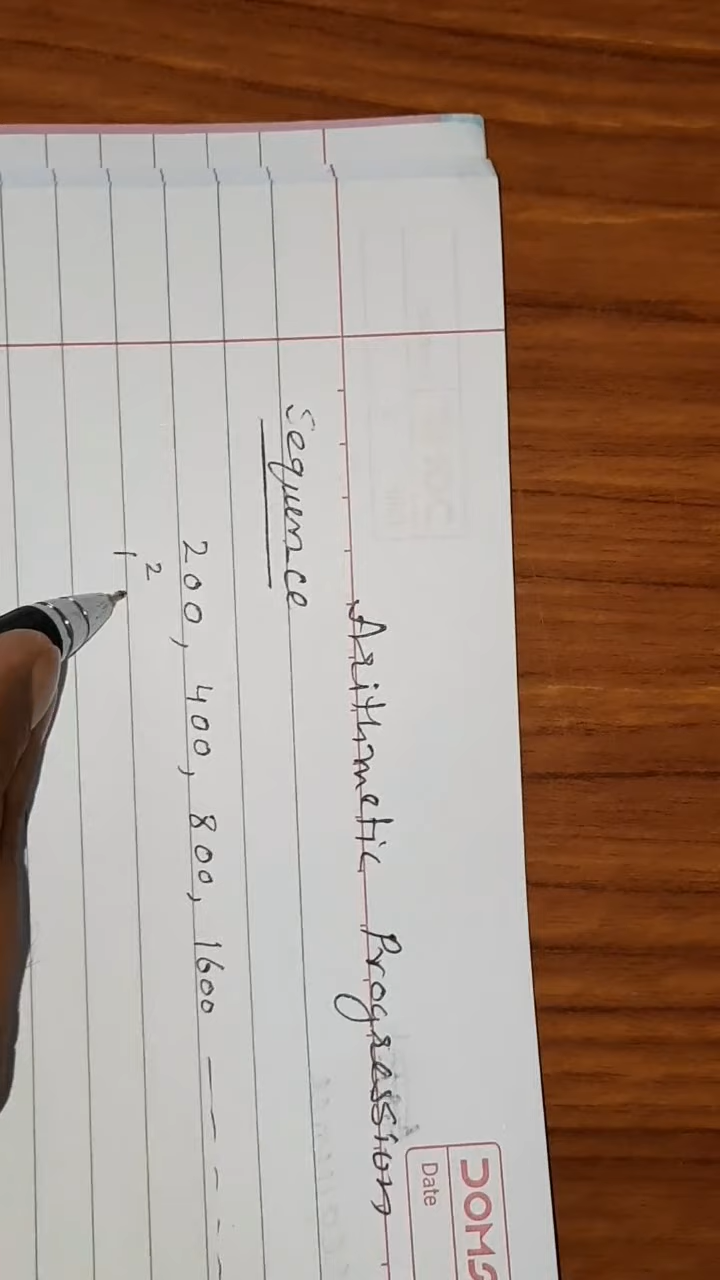 DOMS
Date
Arithmetic Progression
Sequence
200, 400, 800, 1600 - - - - -
2
1